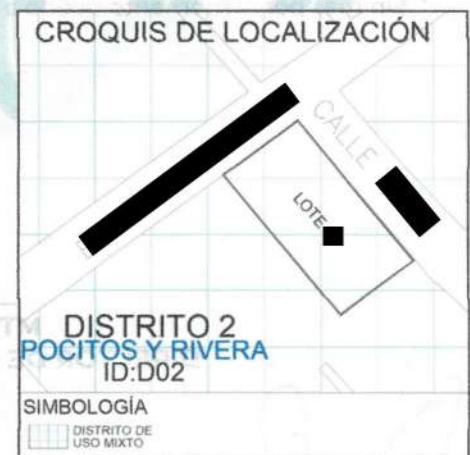 CROQUIS DE LOCALIZACIÓN
CALLE
LOTE
DISTRITO 2
POCITOS Y RIVERA
ID:D02
SIMBOLOGÍA
DISTRITO DE
USO MIXTO